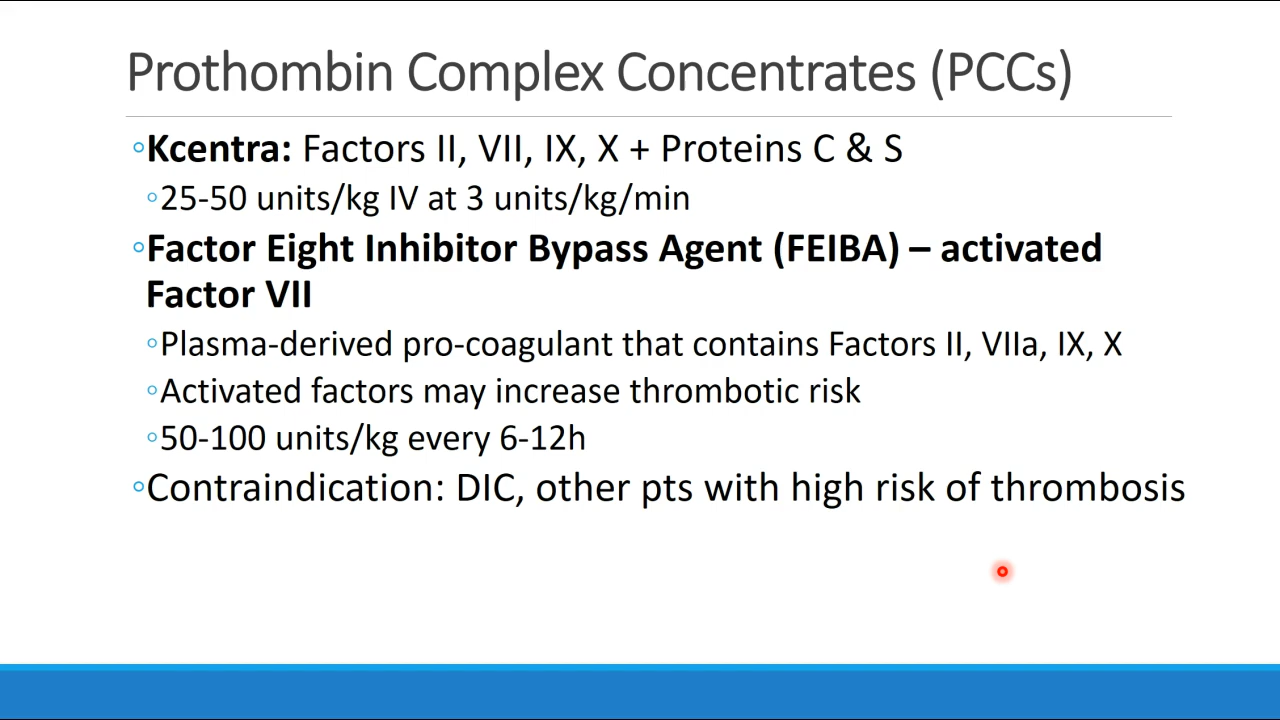 Prothombin Complex Concentrates (PCCs)
◦Kcentra: Factors II, VII, IX, X + Proteins C & S
◦25-50 units/kg IV at 3 units/kg/min
◦Factor Eight Inhibitor Bypass Agent (FEIBA) – activated
Factor VII
◦Plasma-derived pro-coagulant that contains Factors II, VIIa, IX, X
◦Activated factors may increase thrombotic risk
◦50-100 units/kg every 6-12h
◦Contraindication: DIC, other pts with high risk of thrombosis